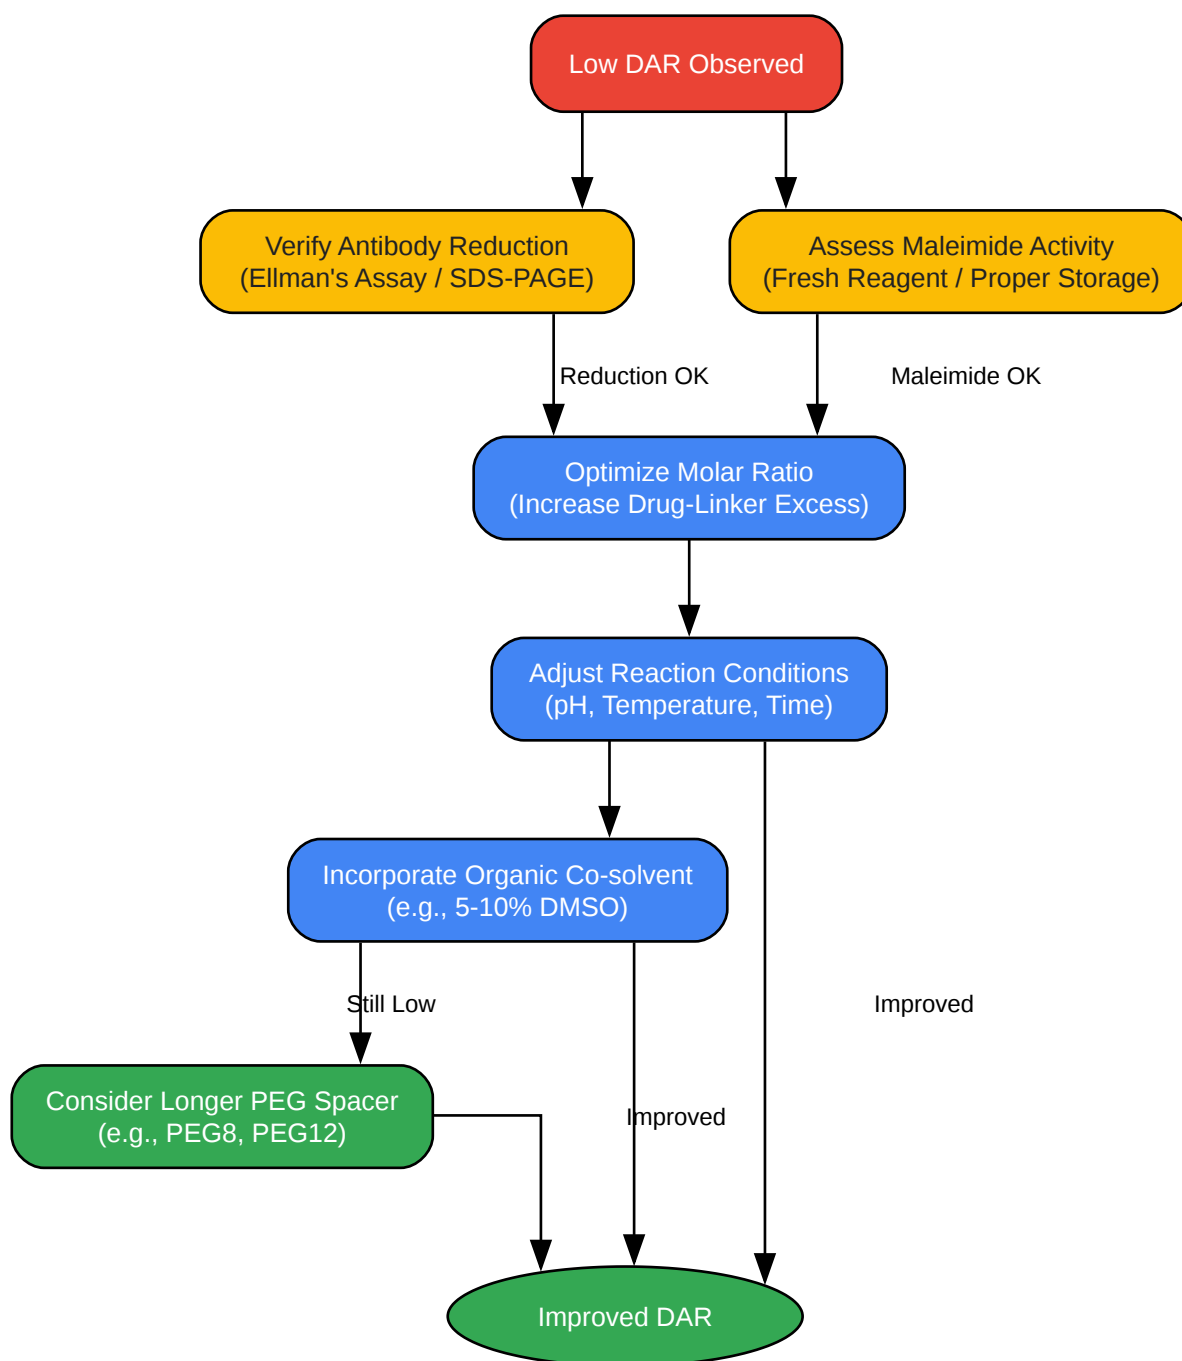 Low DAR Observed
Verify Antibody Reduction
(Ellman's Assay / SDS-PAGE)
Assess Maleimide Activity
(Fresh Reagent / Proper Storage)
Reduction OK
Maleimide OK
Optimize Molar Ratio
(Increase Drug-Linker Excess)
Adjust Reaction Conditions
(pH, Temperature, Time)
Incorporate Organic Co-solvent
(e.g., 5-10% DMSO)
Still Low
Improved
Consider Longer PEG Spacer
(e.g., PEG8, PEG12)
Improved
Improved DAR